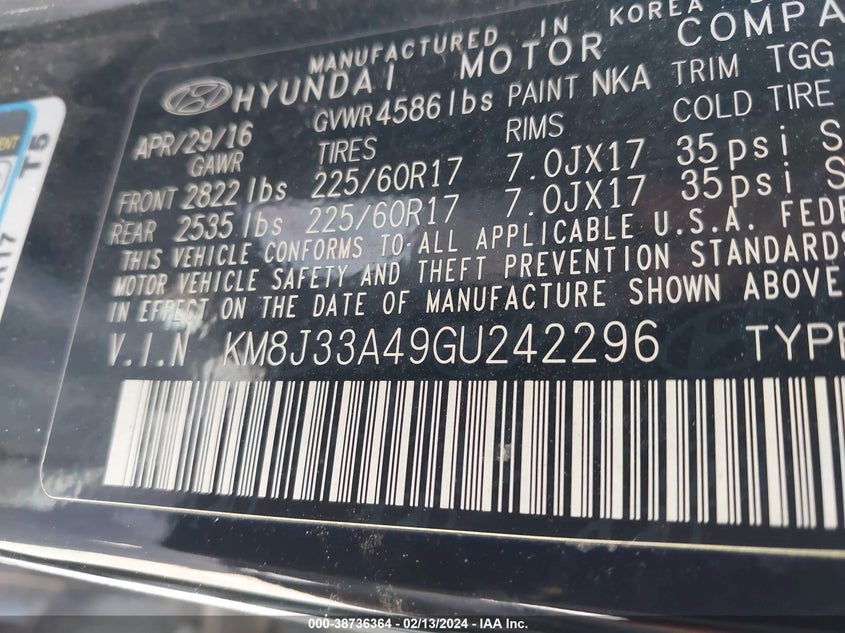 MANUFACTURED IN KOREA
HYUNDAI MOTOR COMPA
APR/29/16 GVWR 4586 lbs PAINT NKA TRIM TGG
GAWR TIRES RIMS COLD TIRE
FRONT 2822 lbs 225/60R17 7.0JX17 35psi S
REAR 2535 lbs 225/60R17 7.0JX17 35psi S
THIS VEHICLE CONFORMS TO ALL APPLICABLE U.S.A. FEDE
MOTOR VEHICLE SAFETY AND THEFT PREVENTION STANDARDS
IN EFFECT ON THE DATE OF MANUFACTURE SHOWN ABOVE
V.I.N KM8J33A49GU242296 TYPE
T5
R17
000-38736364 - 02/13/2024 - IAA Inc.